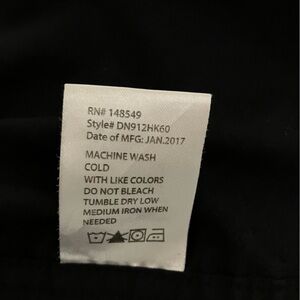 RN# 148549
Style# DN912HK60
Date of MFG: JAN.2017
MACHINE WASH
COLD
WITH LIKE COLORS
DO NOT BLEACH
TUMBLE DRY LOW
MEDIUM IRON WHEN
NEEDED